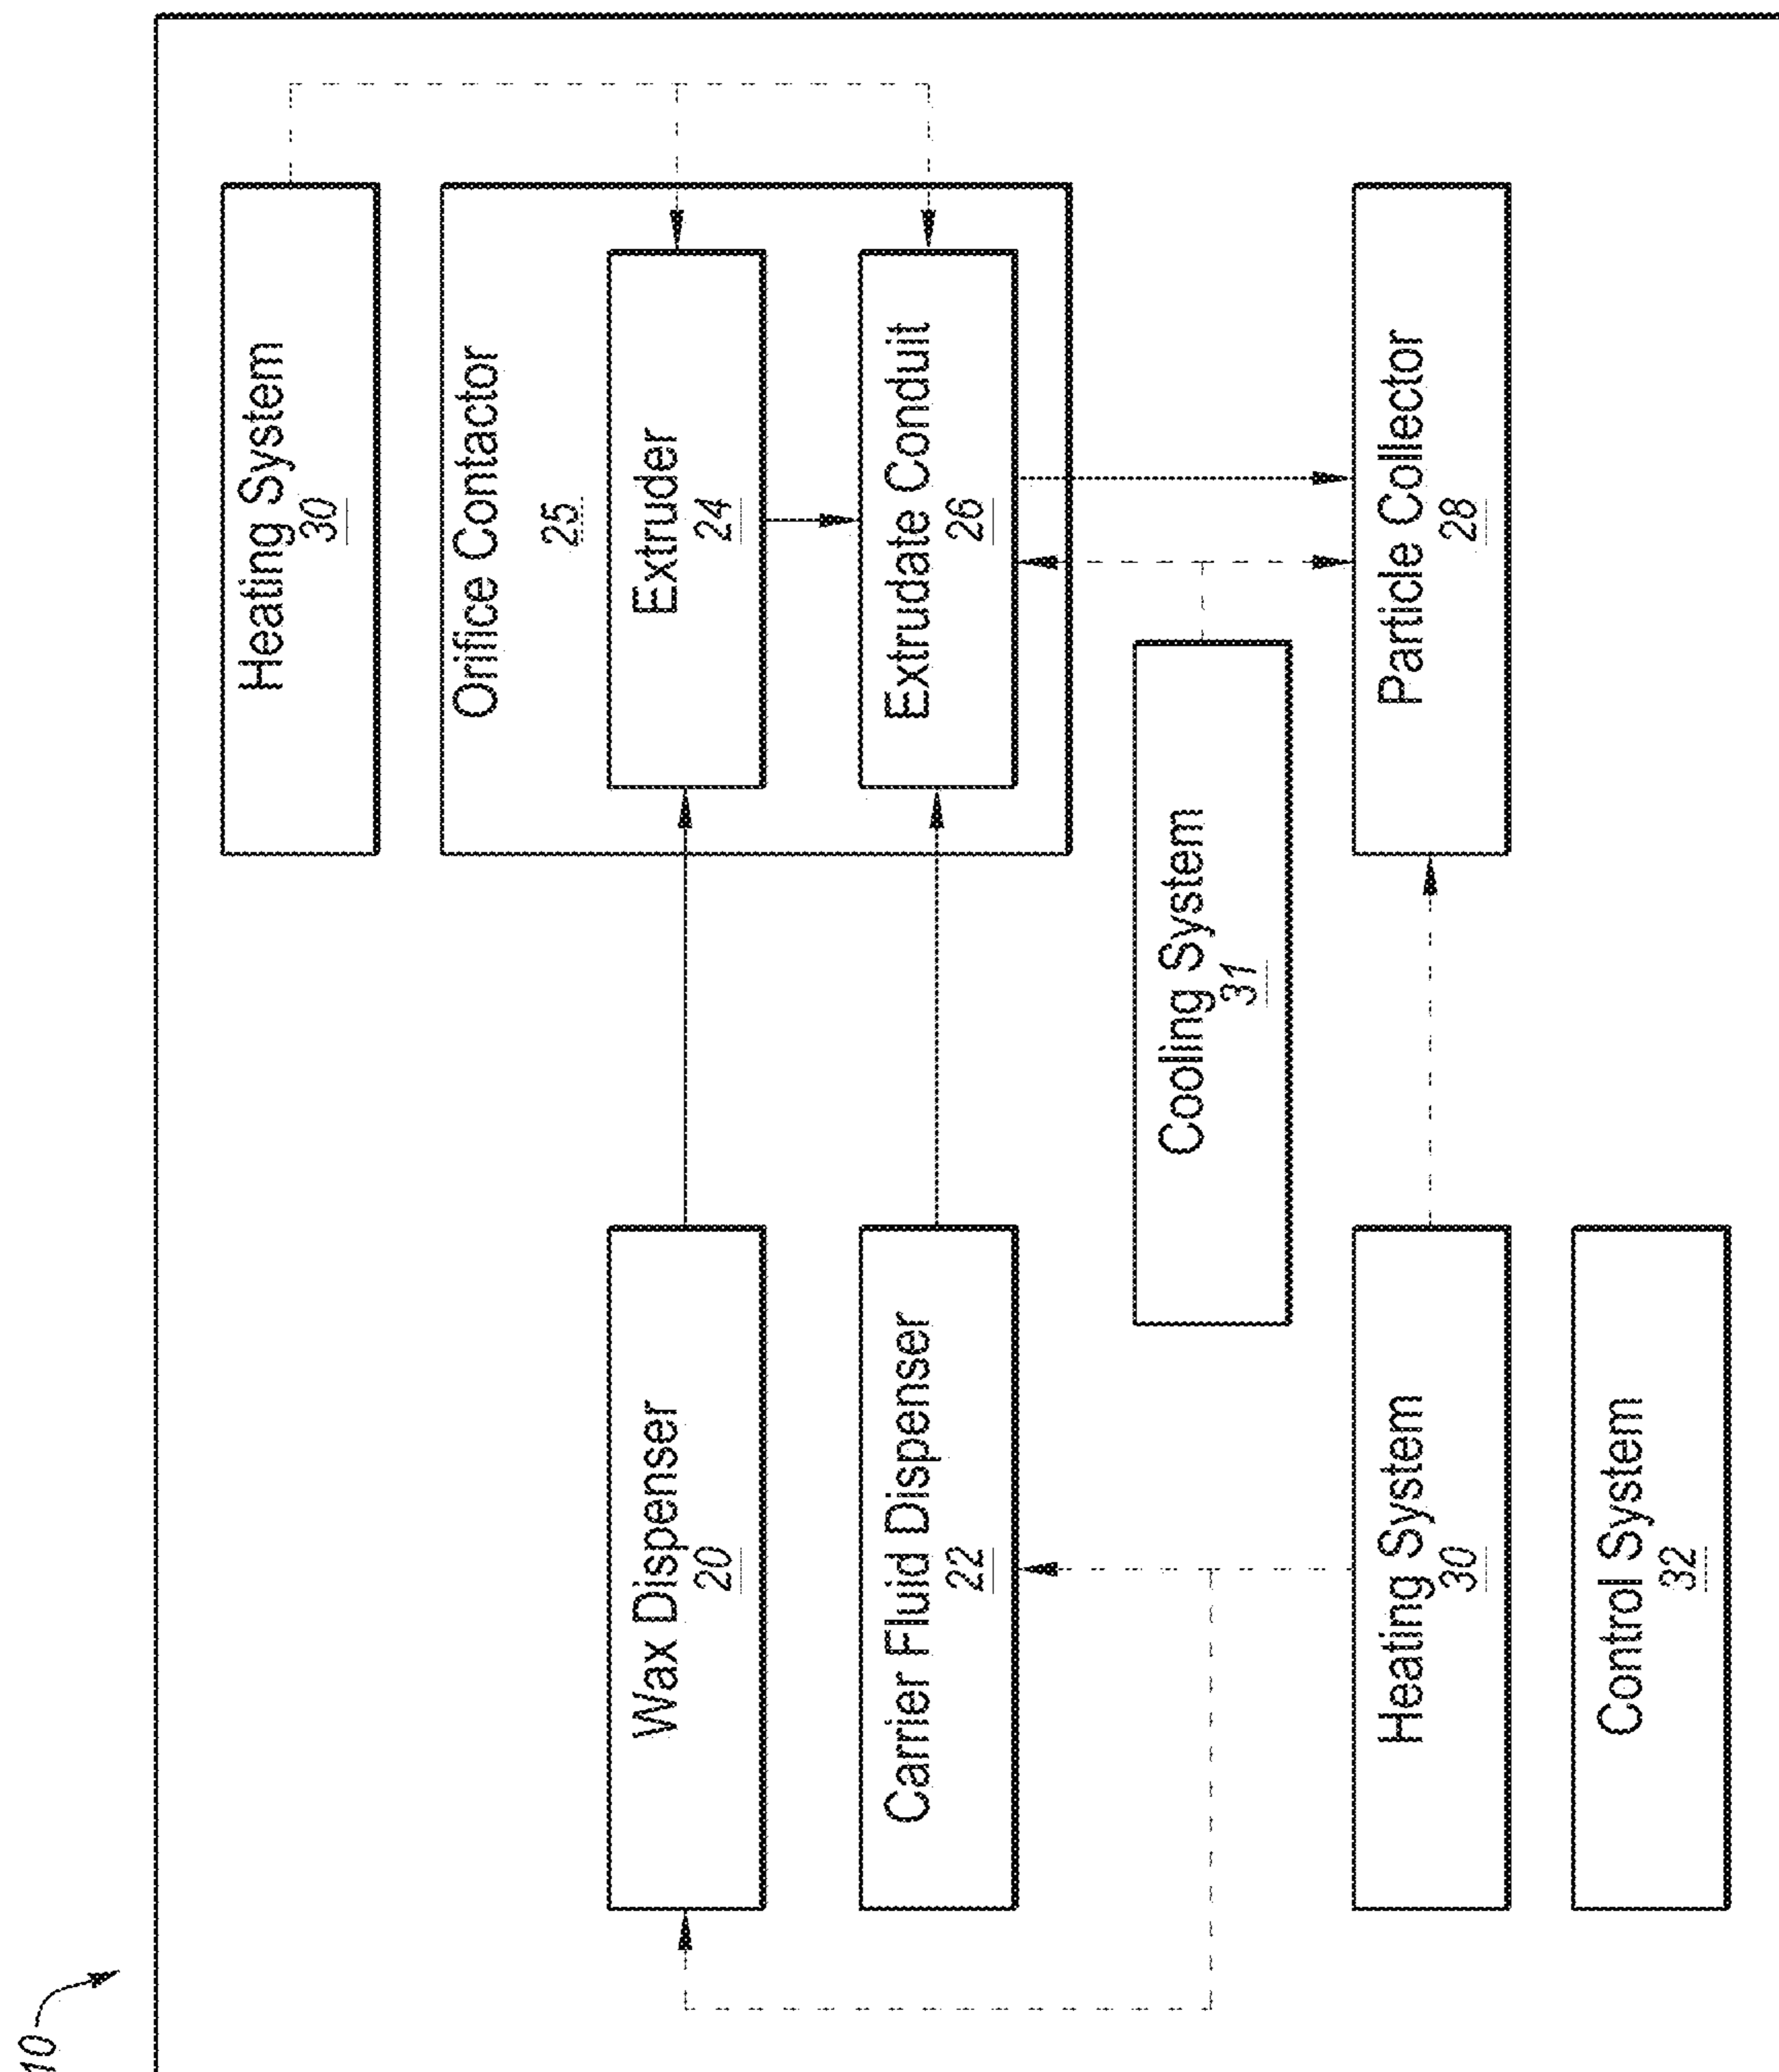 10
Heating System
30
Orifice Contactor
25
Extruder
24
Extrudate Conduit
26
Wax Dispenser
20
Carrier Fluid Dispenser
22
Cooling System
31
Particle Collector
28
Heating System
30
Control System
32